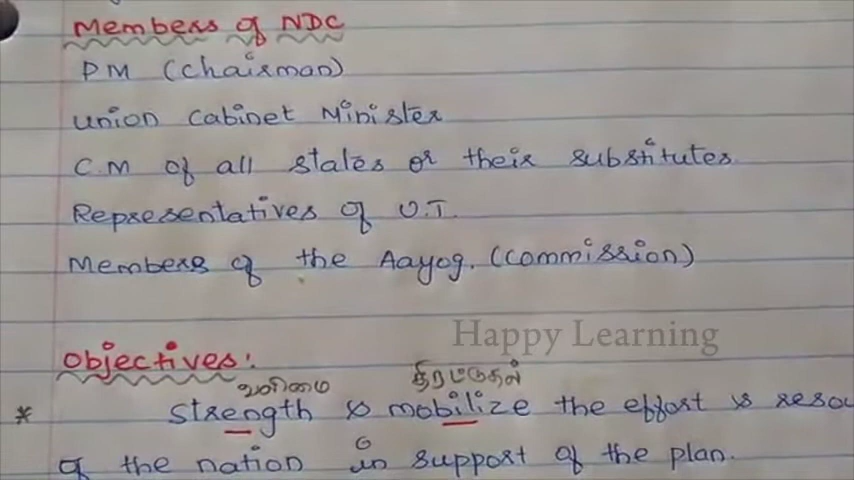 Members of NDC
PM (Chairman)
Union Cabinet Minister
C.M of all states or their substitutes
Representatives of U.T.
Members of the Aayog. (Commission)
Happy Learning
Objectives:
வலிமை திரட்டுதல்
* Strength & mobilize the effort & resou
of the nation in support of the plan.